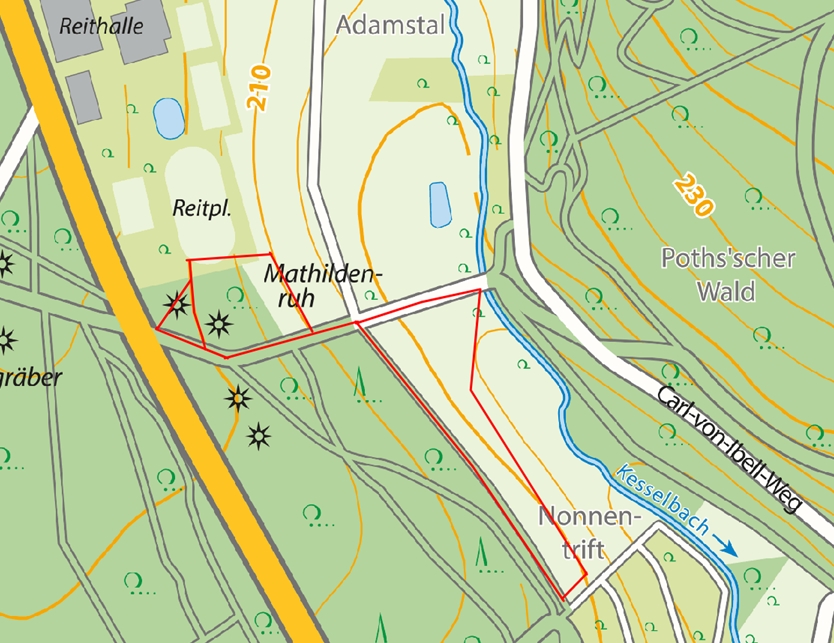 Reithalle
Adamstal
210
Reitpl.
230
Mathilden-
ruh
Poths'scher
Wald
gräber
Carl-von-Ibell-Weg
Kesselbach
Nonnen-
trift